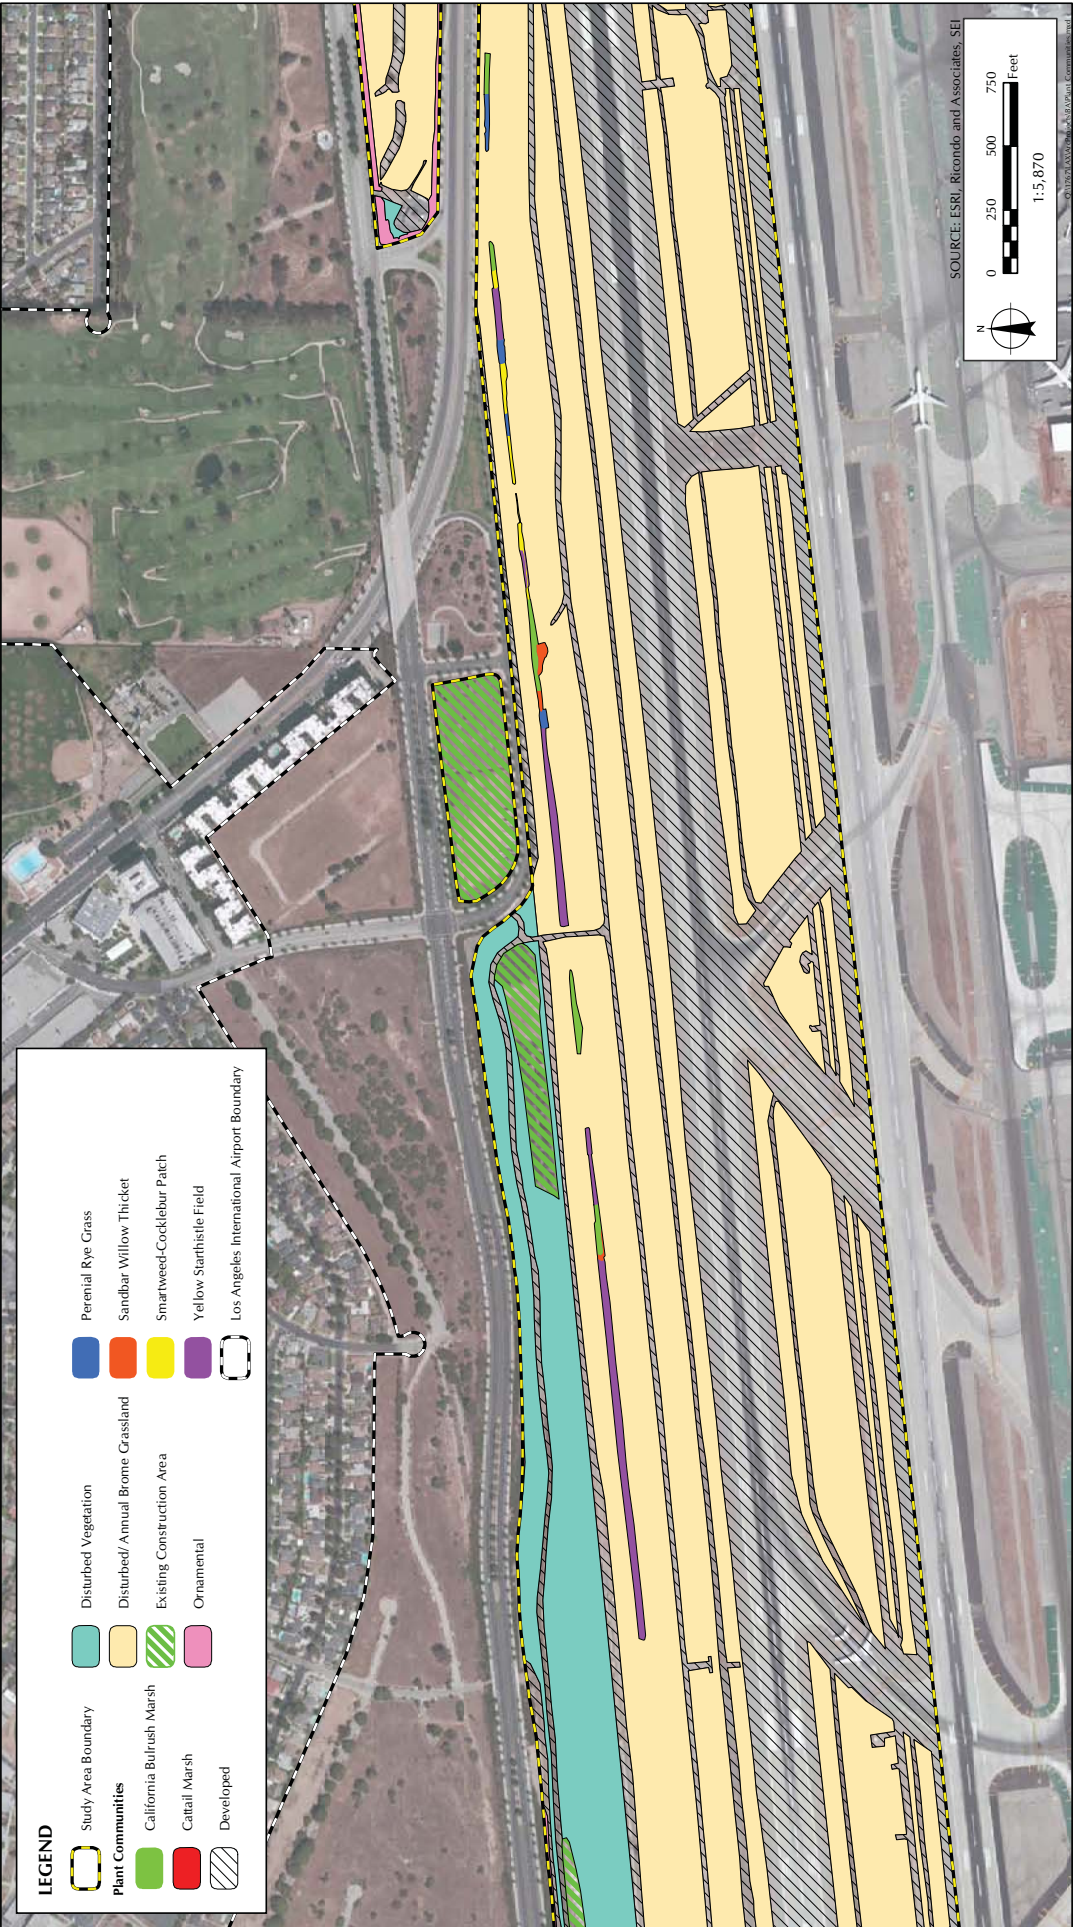 LEGEND
Study Area Boundary
Plant Communities
California Bulrush Marsh
Cattail Marsh
Developed
Disturbed Vegetation
Disturbed/ Annual Brome Grassland
Existing Construction Area
Ornamental
Perenial Rye Grass
Sandbar Willow Thicket
Smartweed-Cocklebur Patch
Yellow Starthistle Field
Los Angeles International Airport Boundary
SOURCE: ESRI, Ricondo and Associates, SEI
N
0 250 500 750
Feet
1:5,870